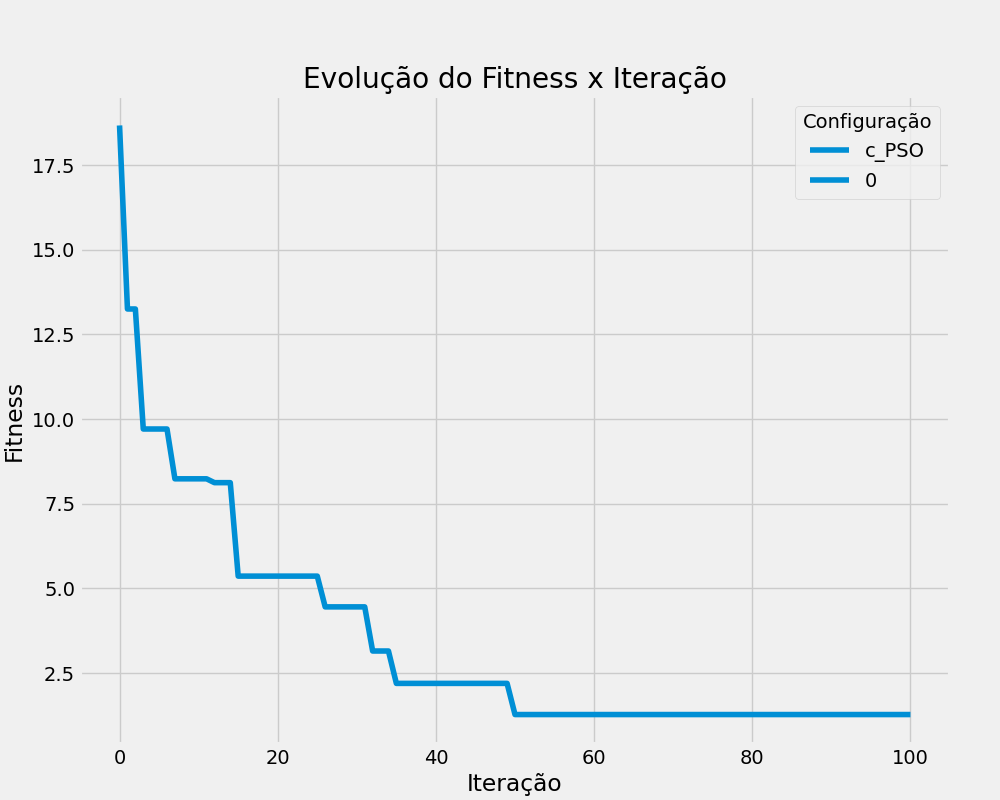 Evolução do Fitness x Iteração
Configuração
c_PSO
0
17.5
15.0
12.5
10.0
7.5
5.0
2.5
Fitness
0 20 40 60 80 100
Iteração